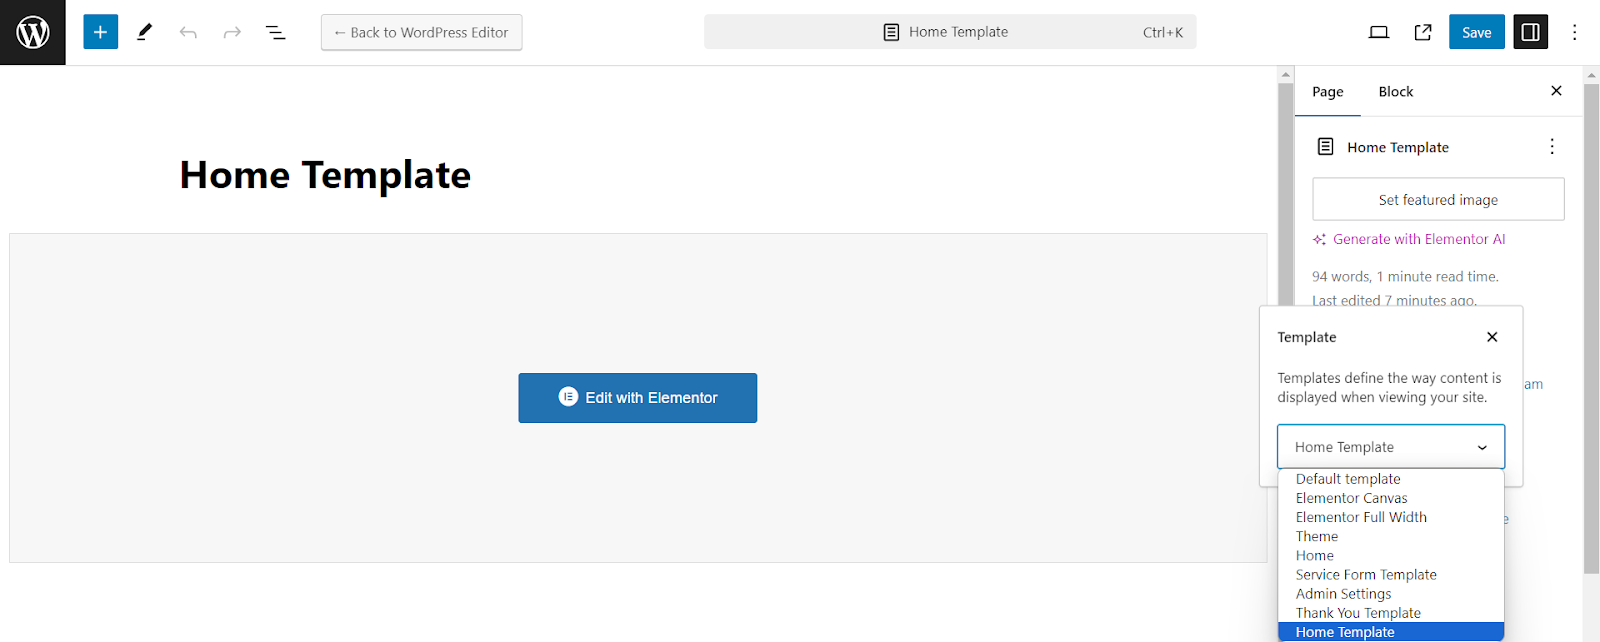 ← Back to WordPress Editor
Home Template
Ctrl+K
Save
Page
Block
Home Template
Home Template
Set featured image
Generate with Elementor AI
94 words, 1 minute read time.
Last edited 7 minutes ago.
Edit with Elementor
Template
Templates define the way content is
displayed when viewing your site.
am
Home Template
Default template
Elementor Canvas
Elementor Full Width
e
Theme
Home
Service Form Template
Admin Settings
Thank You Template
Home Template